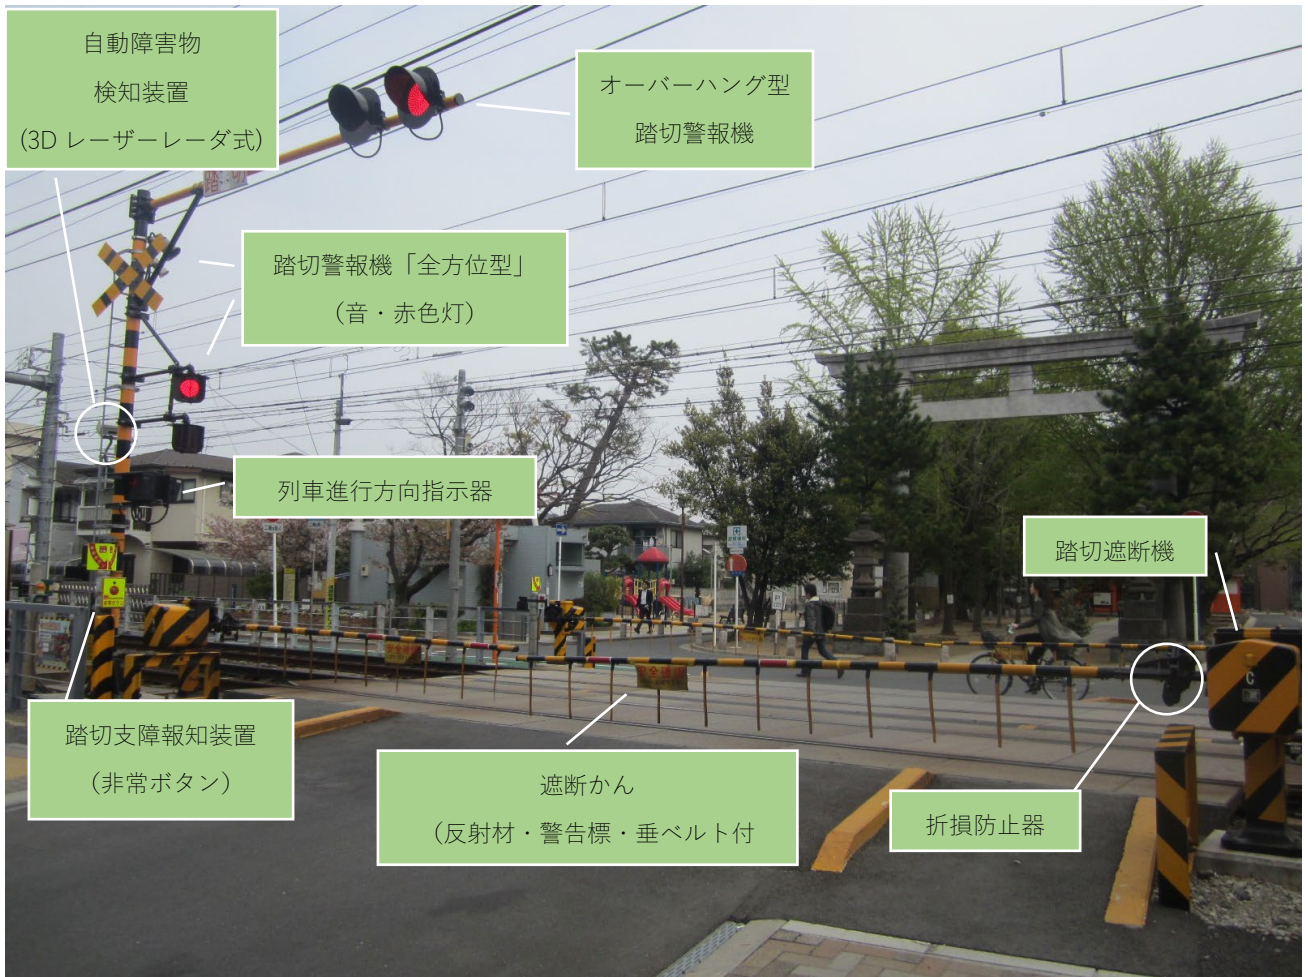 自動障害物
検知装置
(3D レーザーレーダ式)
オーバーハング型
踏切警報機
踏切
踏切警報機「全方位型」
(音・赤色灯)
列車進行方向指示器
踏切遮断機
C
踏切支障報知装置
(非常ボタン)
遮断かん
(反射材・警告標・垂ベルト付
折損防止器